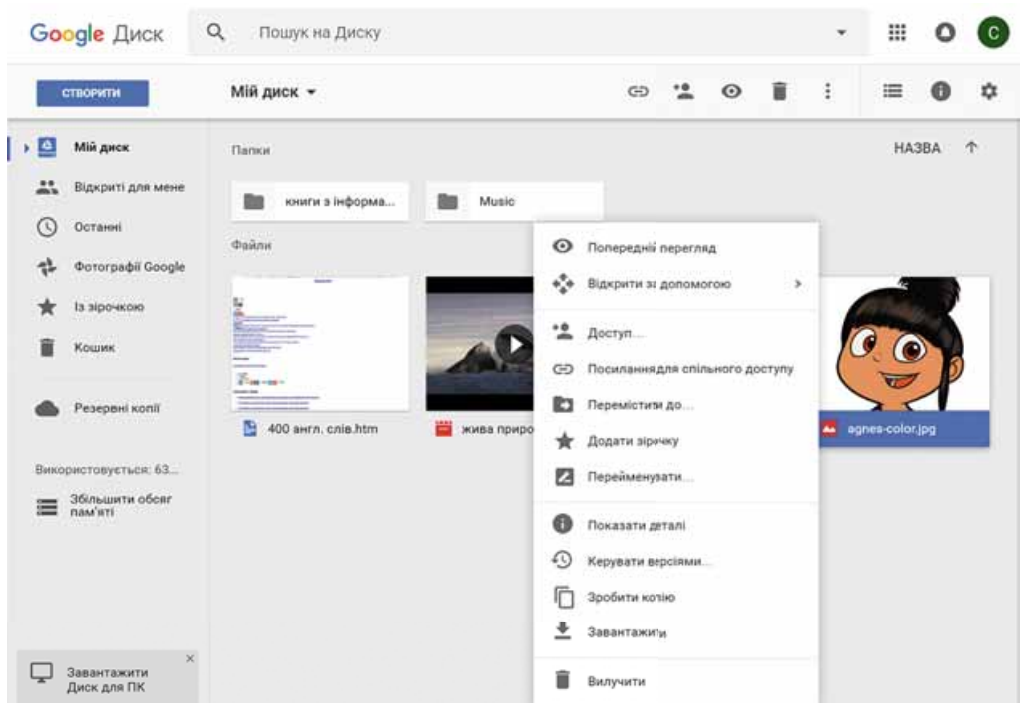 Google Диск
Пошук на Диску
С
СТВОРИТИ
Мій диск
Мій диск
Відкриті для мене
Останні
Фотографії Google
Із зірочкою
Кошик
Резервні копії
Використовується: 63...
Збільшити обсяг
пам'яті
Завантажити
Диск для ПК
Папки
НАЗВА
книги з інформа...
Music
Файли
400 англ. слів.htm
жива приро
agnes-color.jpg
Попередній перегляд
Відкрити за допомогою
Доступ...
Посиланнядля спільного доступу
Перемістити до...
Додати зірочку
Перейменувати...
Показати деталі
Керувати версіями...
Зробити копію
Завантажити
Вилучити